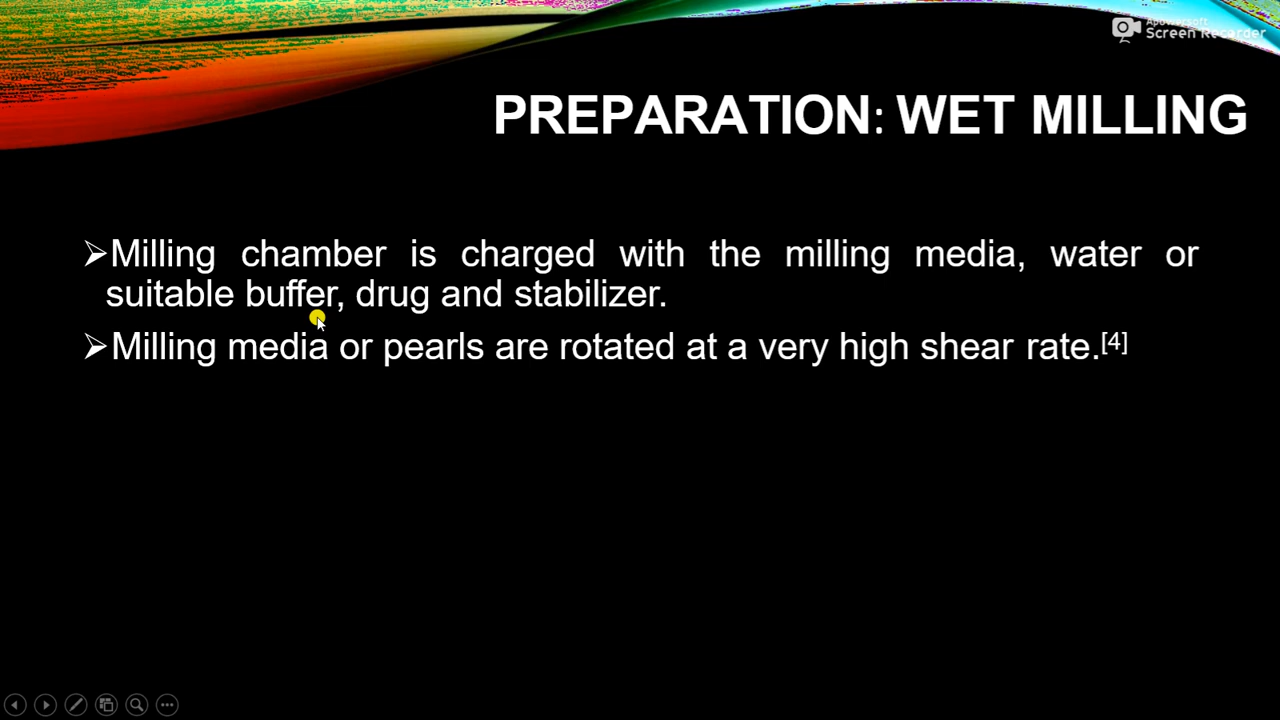 Apowersoft
Screen Recorder
PREPARATION: WET MILLING
➢Milling chamber is charged with the milling media, water or
suitable buffer, drug and stabilizer.
➢Milling media or pearls are rotated at a very high shear rate.[4]